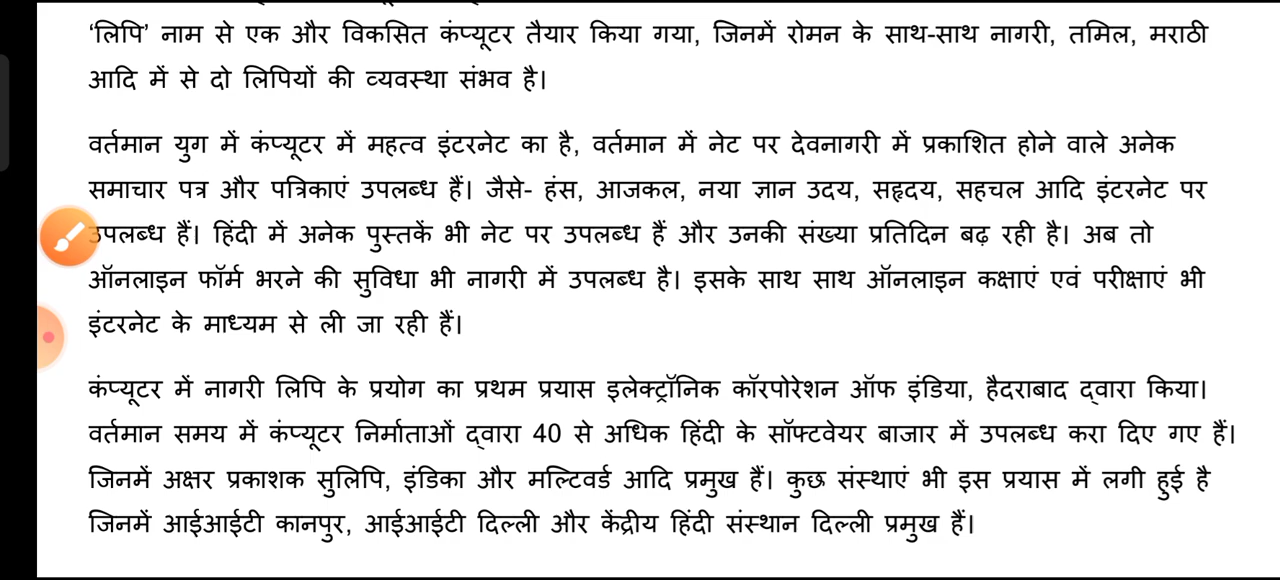 ‘लिपि’ नाम से एक और विकसित कंप्यूटर तैयार किया गया, जिनमें रोमन के साथ-साथ नागरी, तमिल, मराठी
आदि में से दो लिपियों की व्यवस्था संभव है।
वर्तमान युग में कंप्यूटर में महत्व इंटरनेट का है, वर्तमान में नेट पर देवनागरी में प्रकाशित होने वाले अनेक
समाचार पत्र और पत्रिकाएं उपलब्ध हैं। जैसे- हंस, आजकल, नया ज्ञान उदय, सहृदय, सहचल आदि इंटरनेट पर
उपलब्ध हैं। हिंदी में अनेक पुस्तकें भी नेट पर उपलब्ध हैं और उनकी संख्या प्रतिदिन बढ़ रही है। अब तो
ऑनलाइन फॉर्म भरने की सुविधा भी नागरी में उपलब्ध है। इसके साथ साथ ऑनलाइन कक्षाएं एवं परीक्षाएं भी
इंटरनेट के माध्यम से ली जा रही हैं।
कंप्यूटर में नागरी लिपि के प्रयोग का प्रथम प्रयास इलेक्ट्रॉनिक कॉरपोरेशन ऑफ इंडिया, हैदराबाद द्वारा किया।
वर्तमान समय में कंप्यूटर निर्माताओं द्वारा 40 से अधिक हिंदी के सॉफ्टवेयर बाजार में उपलब्ध करा दिए गए हैं।
जिनमें अक्षर प्रकाशक सुलिपि, इंडिका और मल्टिवर्ड आदि प्रमुख हैं। कुछ संस्थाएं भी इस प्रयास में लगी हुई है
जिनमें आईआईटी कानपुर, आईआईटी दिल्ली और केंद्रीय हिंदी संस्थान दिल्ली प्रमुख हैं।